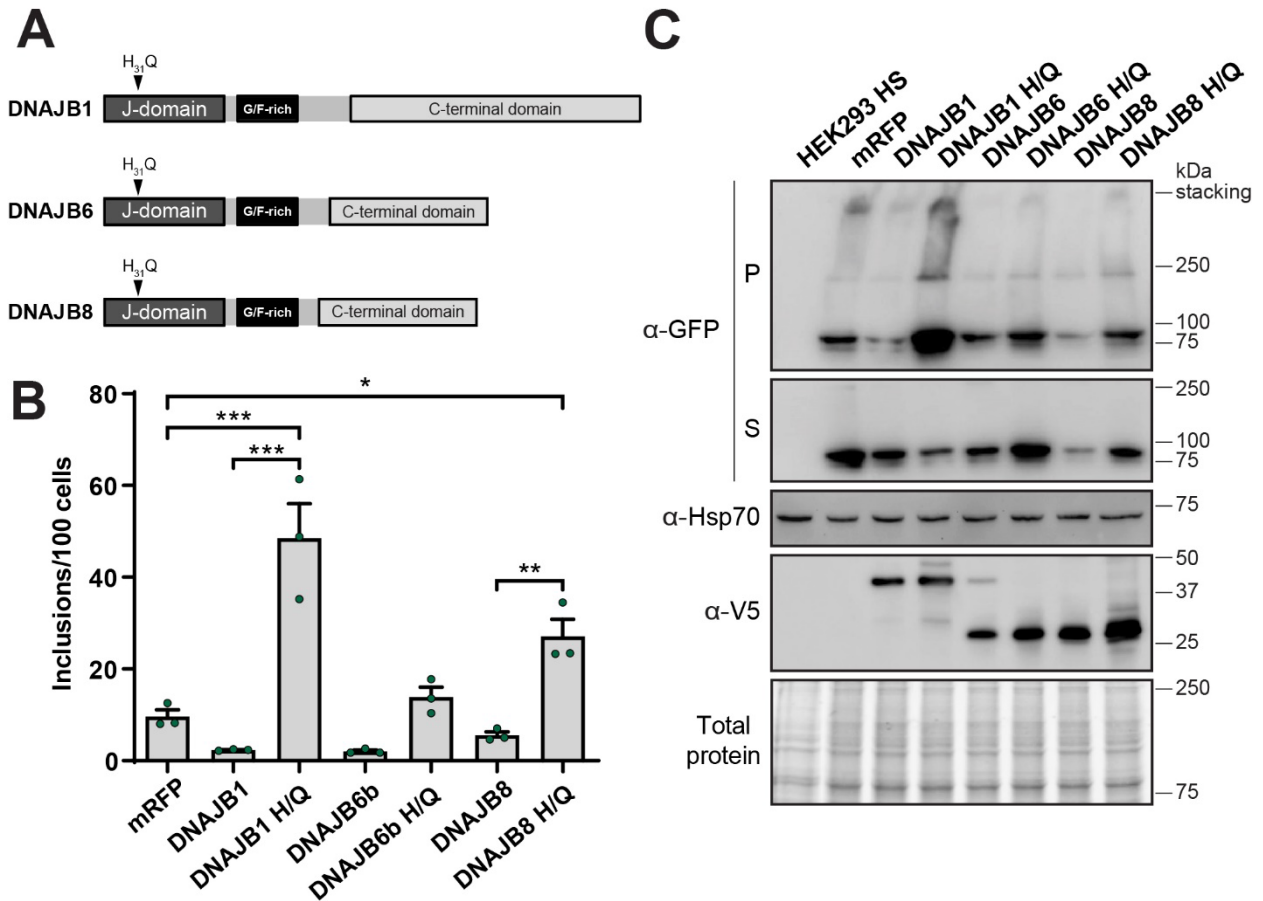 A
H31Q
DNAJB1
J-domain
G/F-rich
C-terminal domain
H31Q
DNAJB6
J-domain
G/F-rich
C-terminal domain
H31Q
DNAJB8
J-domain
G/F-rich
C-terminal domain
B
Inclusions/100 cells
80
60
40
20
0
*
***
***
**
mRFP
DNAJB1
DNAJB1 H/Q
DNAJB6b
DNAJB6b H/Q
DNAJB8
DNAJB8 H/Q
C
HEK293 HS
mRFP
DNAJB1
DNAJB1 H/Q
DNAJB6
DNAJB6 H/Q
DNAJB8
DNAJB8 H/Q
kDa
stacking
α-GFP
P
250
100
75
S
250
100
75
α-Hsp70
75
α-V5
50
37
25
Total
protein
250
75